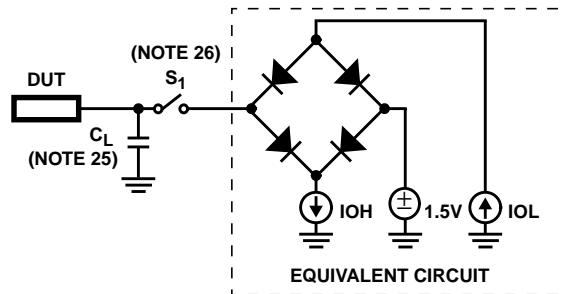 (NOTE 26)
S1
DUT
CL
(NOTE 25)
IOH
±
1.5V
IOL
EQUIVALENT CIRCUIT